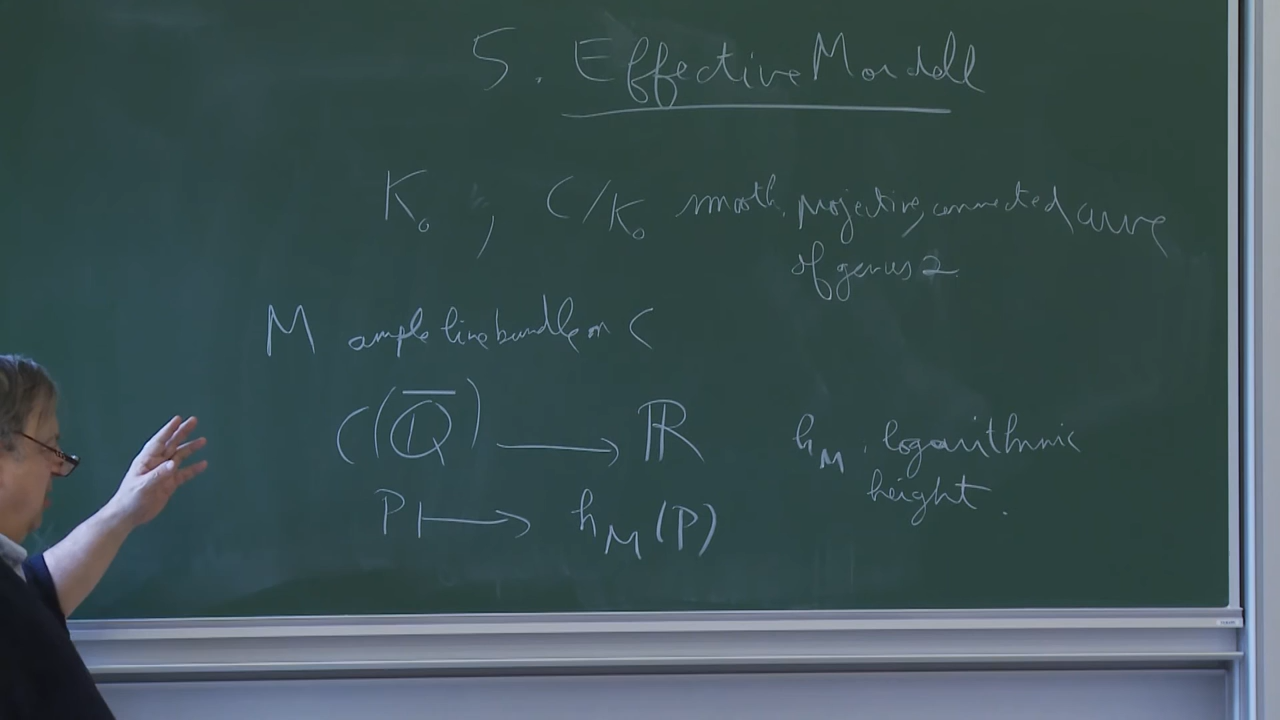 5. Effective Mordell
K₀, C/K₀ smooth, projective, connected curve
of genus 2
M ample line bundle on C
C(ℚ̄) ⟶ ℝ h_M logarithmic
height.
P ⟼ h_M(P)